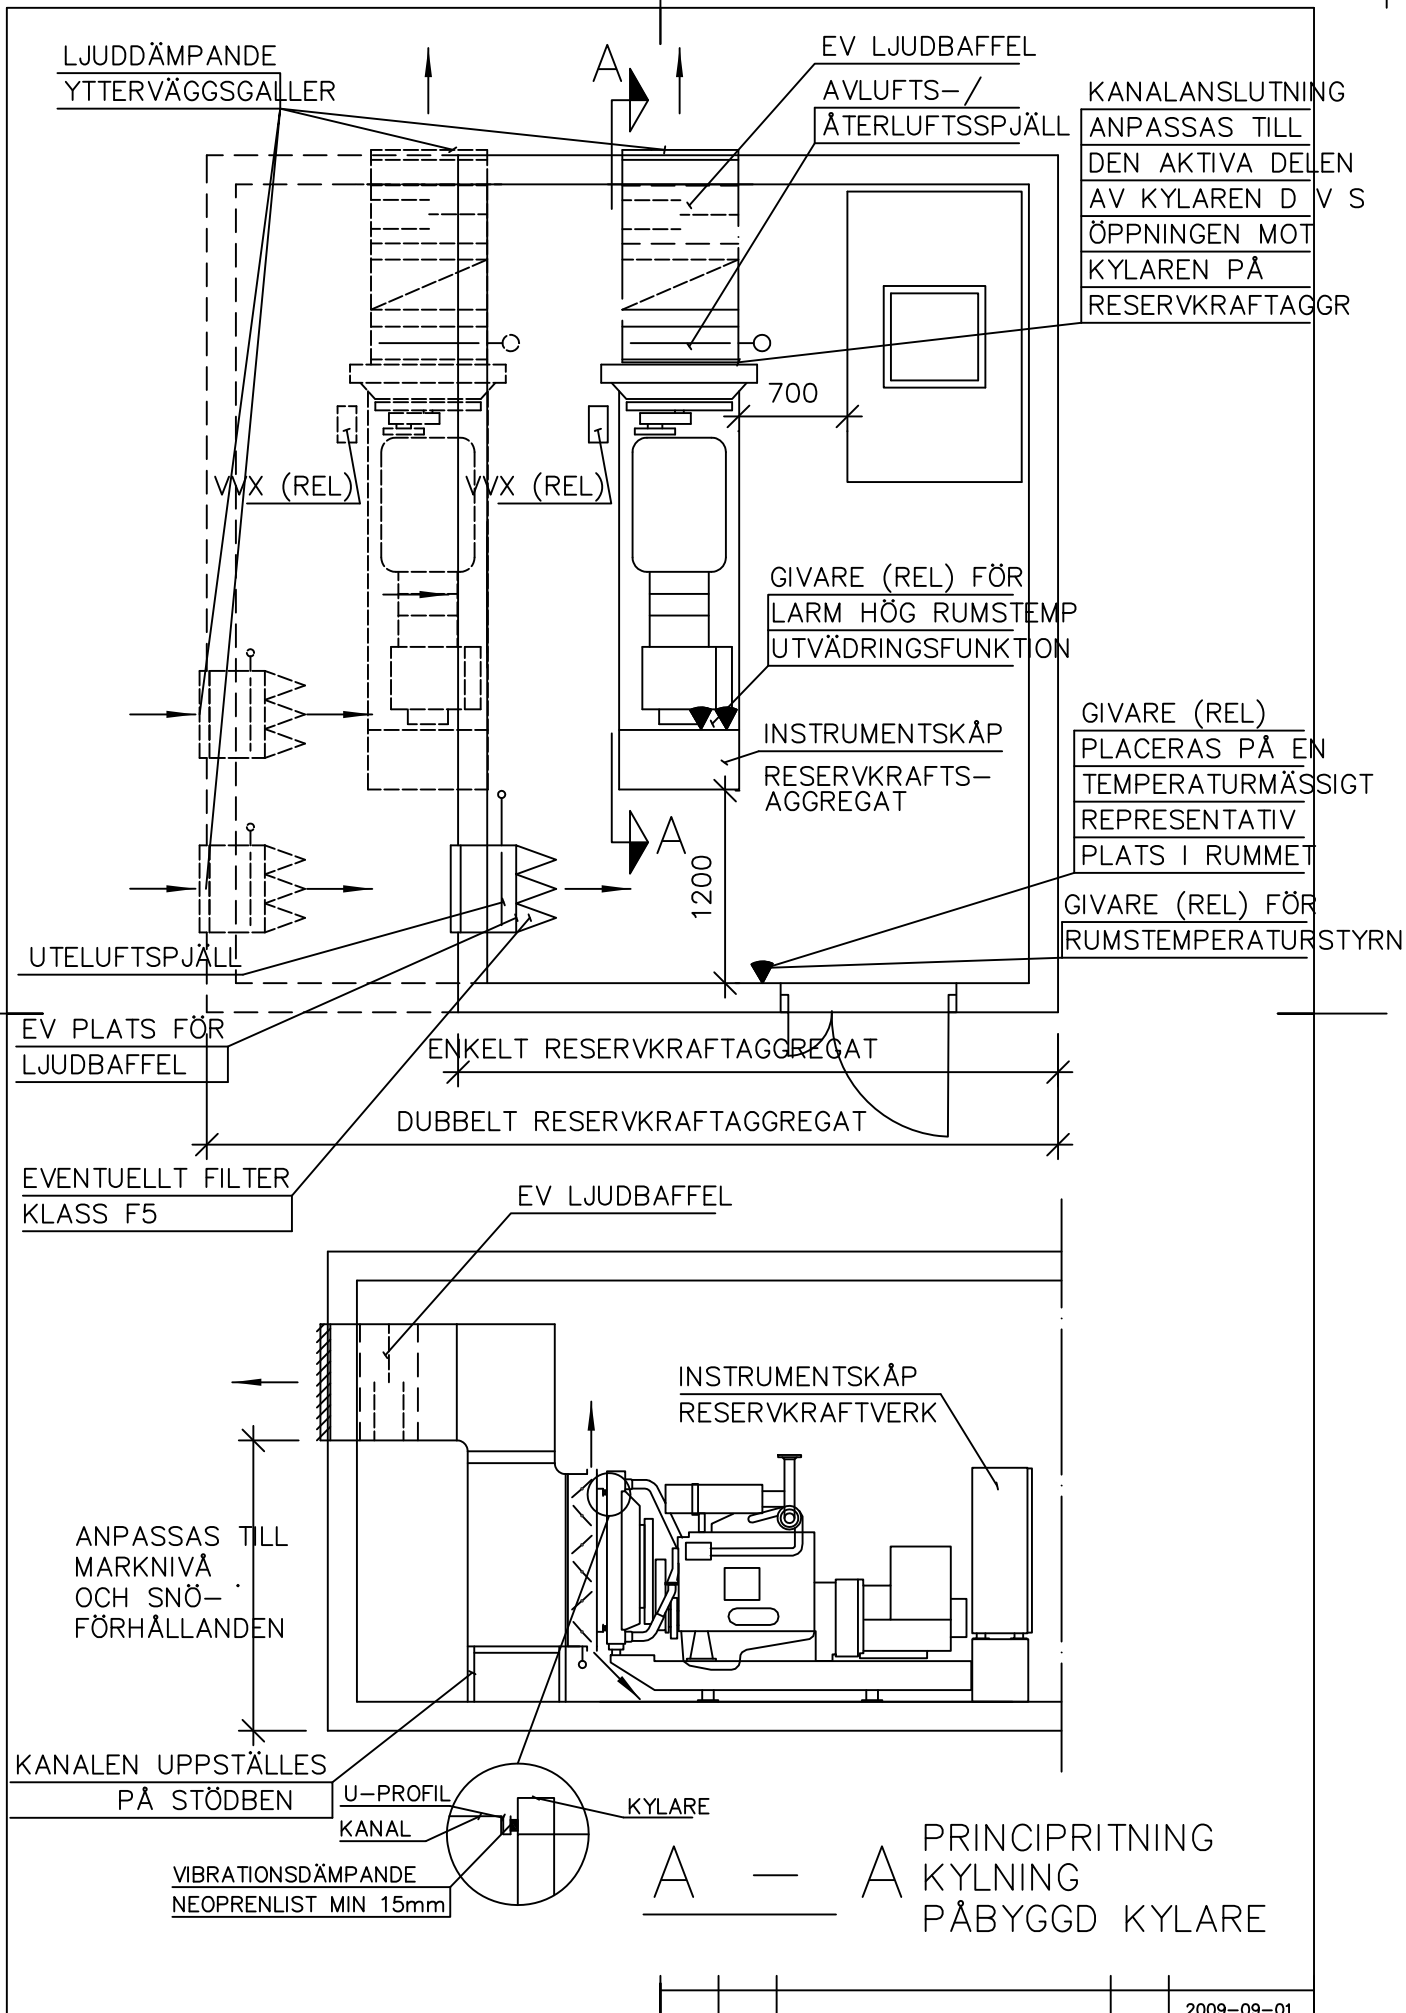 LJUDDÄMPANDE
YTTERVÄGGSGALLER
A
EV LJUDBAFFEL
AVLUFTS-/
ÅTERLUFTSSPJÄLL
KANALANSLUTNING
ANPASSAS TILL
DEN AKTIVA DELEN
AV KYLAREN D V S
ÖPPNINGEN MOT
KYLAREN PÅ
RESERVKRAFTAGGR
700
VVX (REL)
VVX (REL)
GIVARE (REL) FÖR
LARM HÖG RUMSTEMP
UTVÄDRINGSFUNKTION
INSTRUMENTSKÅP
RESERVKRAFTS-
AGGREGAT
GIVARE (REL)
PLACERAS PÅ EN
TEMPERATURMÄSSIGT
REPRESENTATIV
PLATS I RUMMET
A
1200
GIVARE (REL) FÖR
RUMSTEMPERATURSTYRN
UTELUFTSPJÄLL
EV PLATS FÖR
LJUDBAFFEL
ENKELT RESERVKRAFTAGGREGAT
DUBBELT RESERVKRAFTAGGREGAT
EVENTUELLT FILTER
KLASS F5
EV LJUDBAFFEL
INSTRUMENTSKÅP
RESERVKRAFTVERK
ANPASSAS TILL
MARKNIVÅ
OCH SNÖ-
FÖRHÅLLANDEN
KANALEN UPPSTÄLLES
PÅ STÖDBEN
U-PROFIL
KANAL
KYLARE
VIBRATIONSDÄMPANDE
NEOPRENLIST MIN 15mm
A - A
PRINCIPRITNING
KYLNING
PÅBYGGD KYLARE
2009-09-01